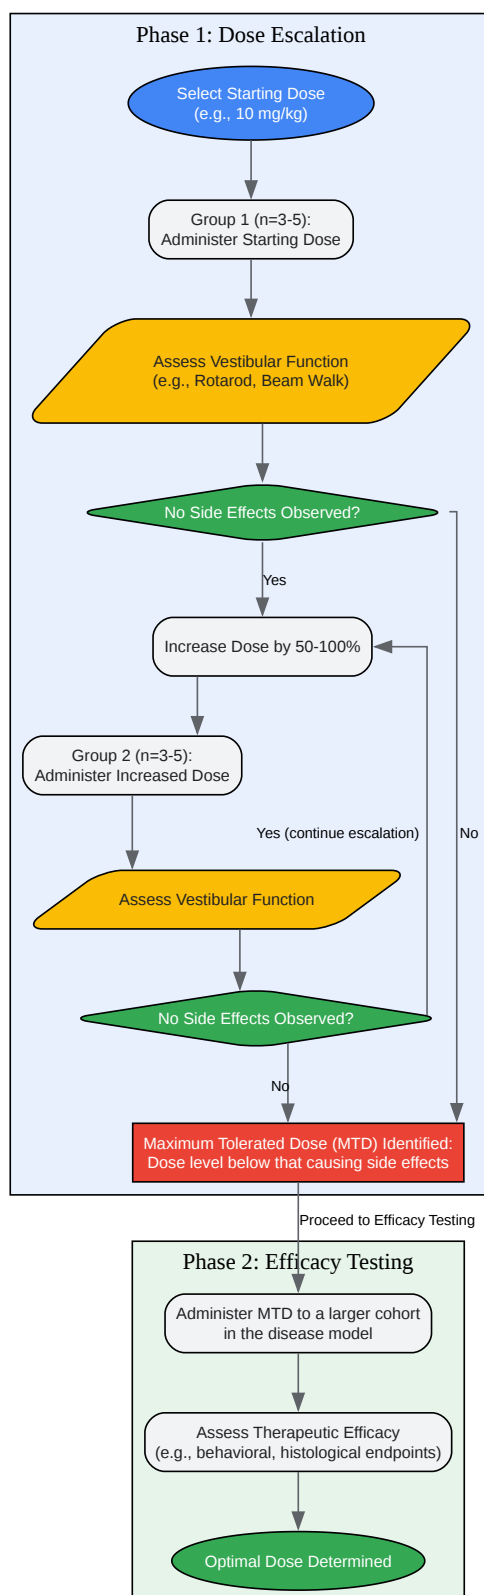 Phase 1: Dose Escalation
Select Starting Dose
(e.g., 10 mg/kg)
Group 1 (n=3-5):
Administer Starting Dose
Assess Vestibular Function
(e.g., Rotarod, Beam Walk)
No Side Effects Observed?
Yes
Increase Dose by 50-100%
Group 2 (n=3-5):
Administer Increased Dose
Yes (continue escalation)
No
Assess Vestibular Function
No Side Effects Observed?
No
Maximum Tolerated Dose (MTD) Identified:
Dose level below that causing side effects
Proceed to Efficacy Testing
Phase 2: Efficacy Testing
Administer MTD to a larger cohort
in the disease model
Assess Therapeutic Efficacy
(e.g., behavioral, histological endpoints)
Optimal Dose Determined